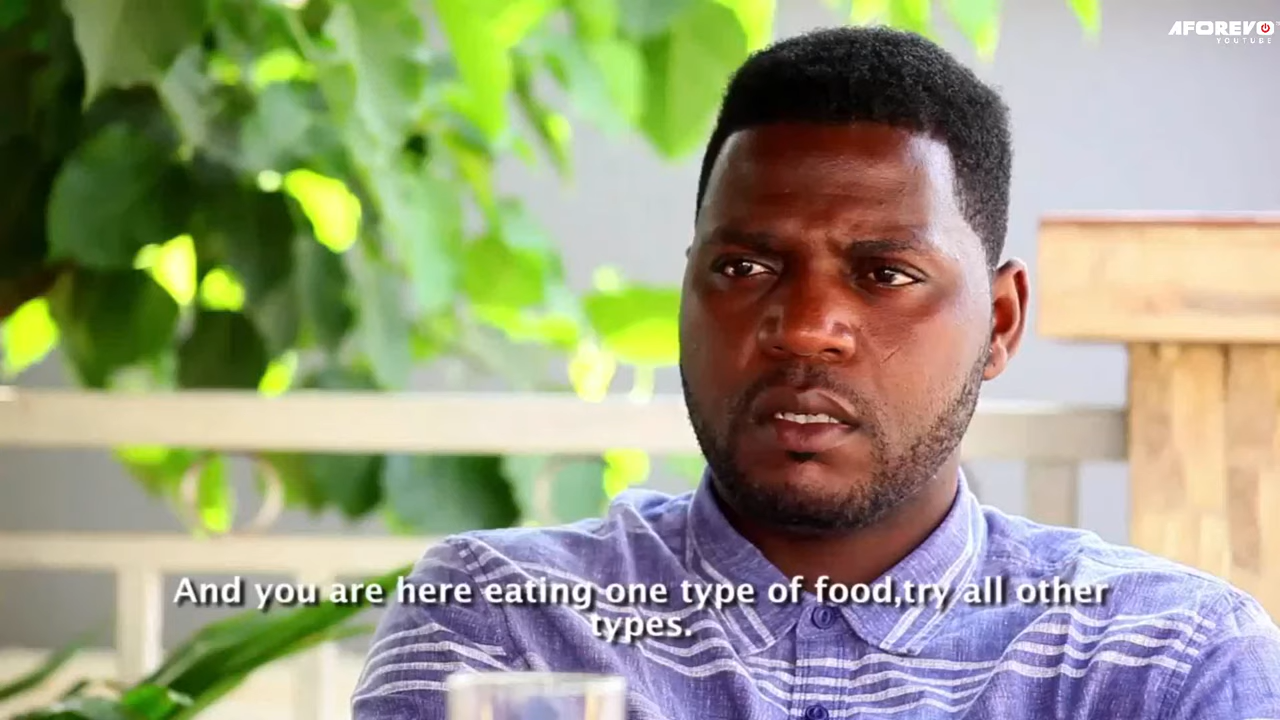 AFOREVO
YOUTUBE
And you are here eating one type of food,try all other
types.